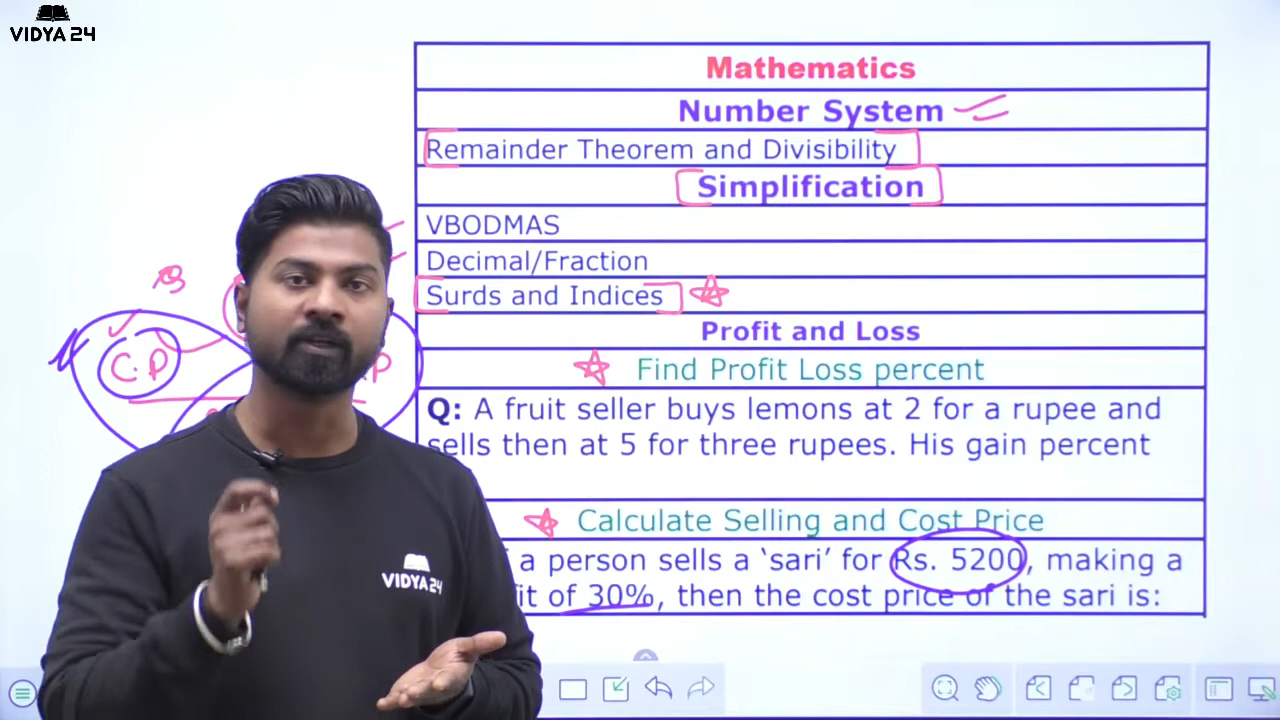 VIDYA 24
Mathematics
Number System
Remainder Theorem and Divisibility
Simplification
VBODMAS
Decimal/Fraction
Surds and Indices
Profit and Loss
Find Profit Loss percent
Q: A fruit seller buys lemons at 2 for a rupee and
sells then at 5 for three rupees. His gain percent
Calculate Selling and Cost Price
a person sells a ‘sari’ for Rs. 5200, making a
of 30%, then the cost price of the sari is:
C.P
VIDYA 24